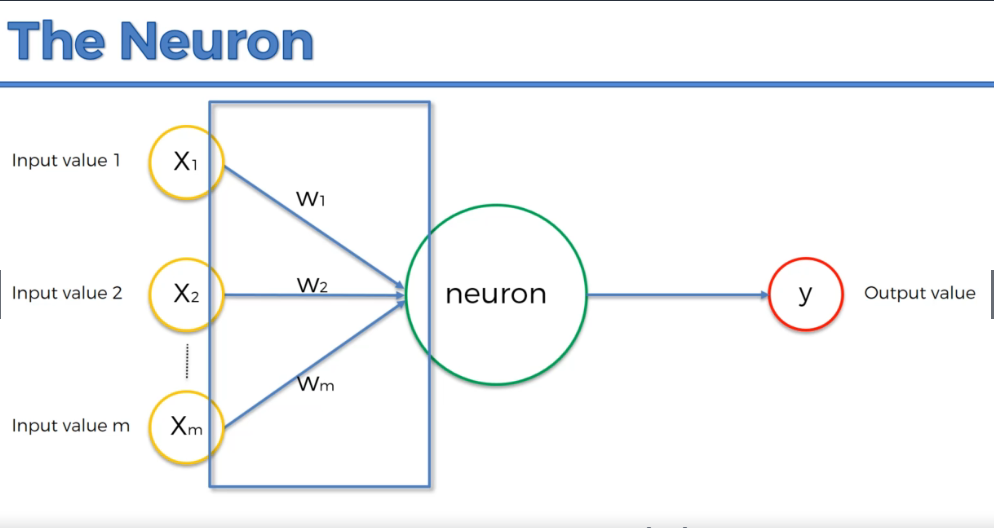 The Neuron
Input value 1
X1
W1
Input value 2
X2
W2
neuron
y
Output value
Wm
Input value m
Xm